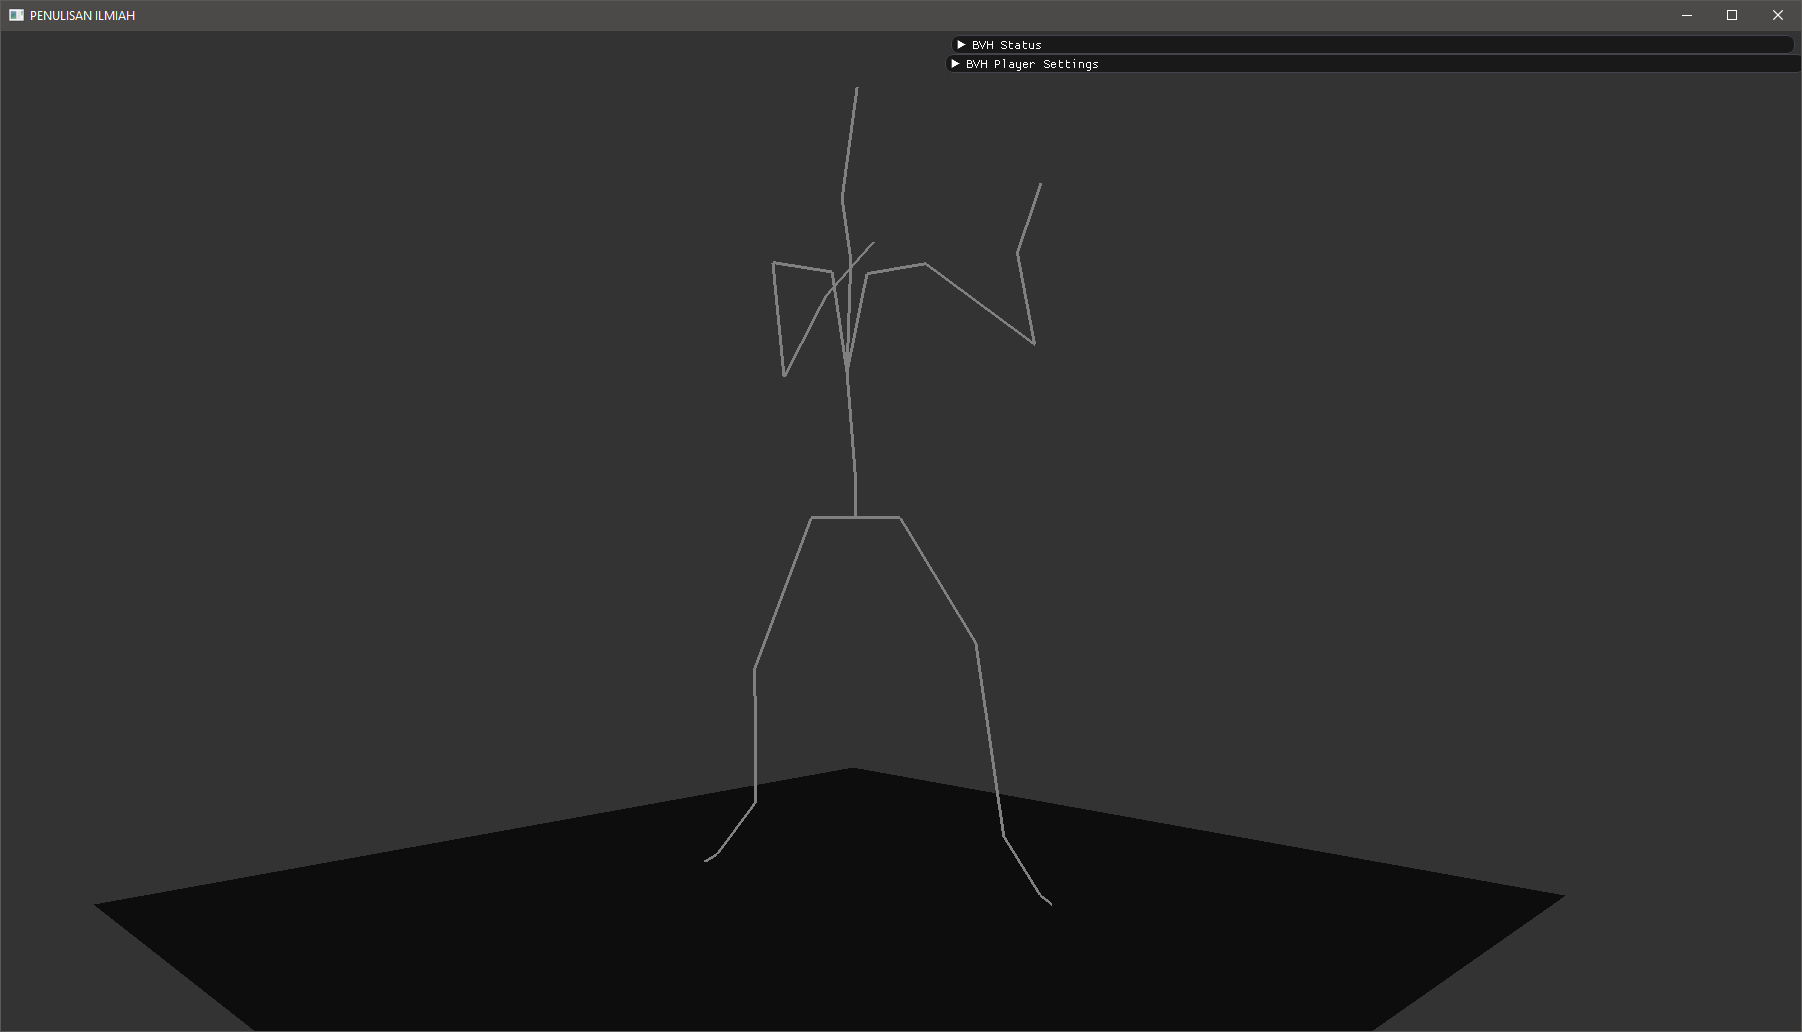 PENULISAN ILMIAH
BVH Status
BVH Player Settings